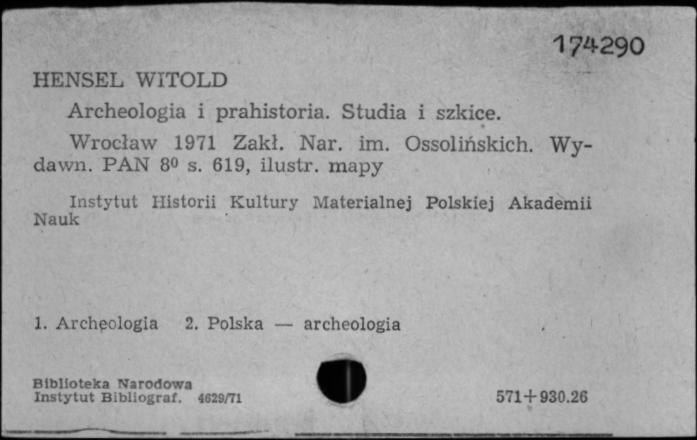 174290
HENSEL WITOLD
Archeologia i prahistoria. Studia i szkice.
Wrocław 1971 Zakł. Nar. im. Ossolińskich. Wy-
dawn. PAN 8⁰ s. 619, ilustr. mapy
Instytut Historii Kultury Materialnej Polskiej Akademii
Nauk
1. Archeologia 2. Polska — archeologia
Biblioteka Narodowa
Instytut Bibliograf. 4629/71
571+930.26